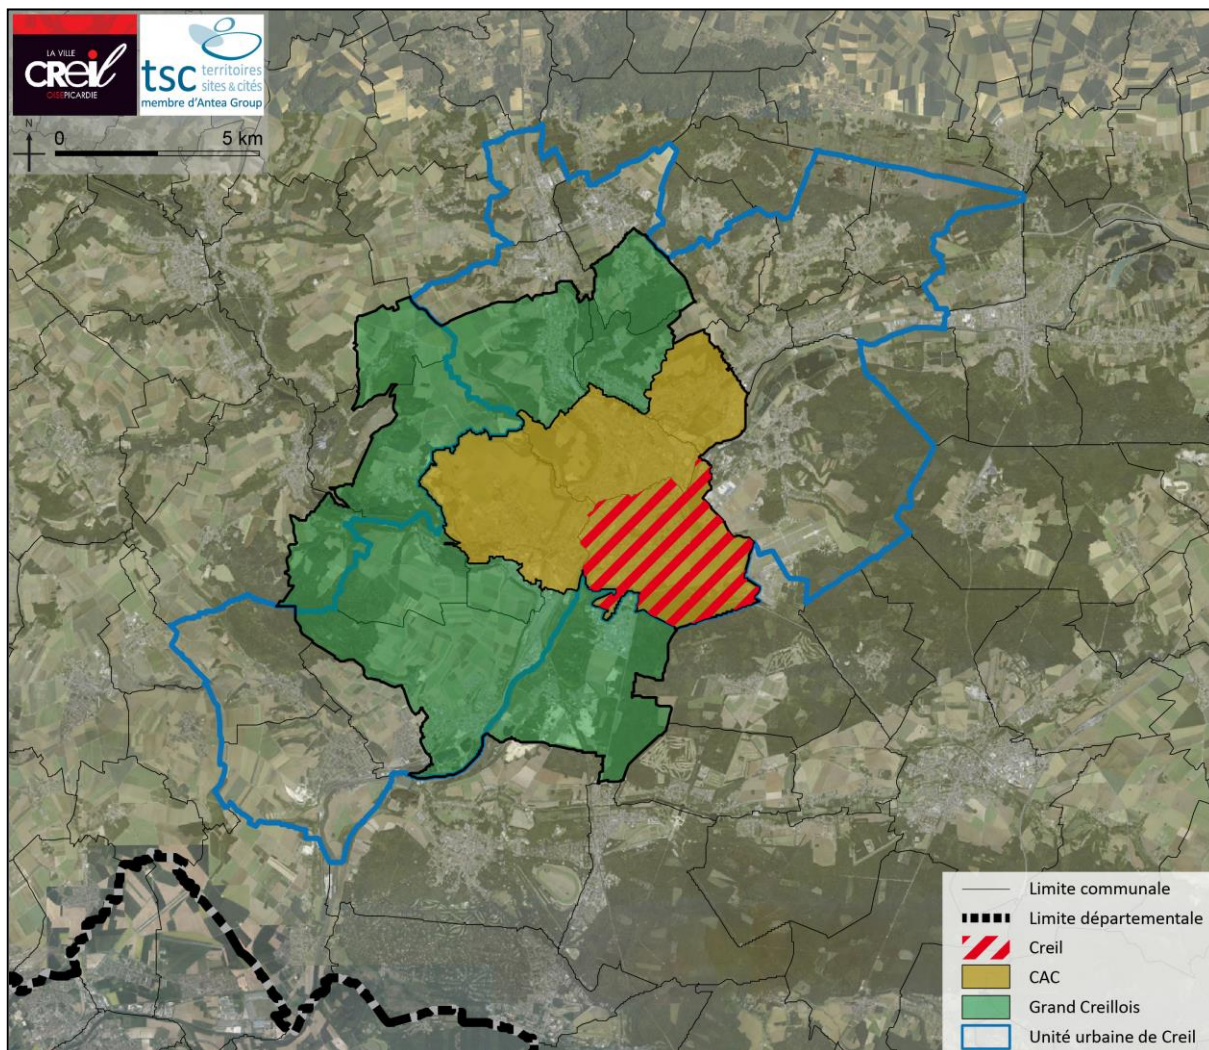 LA VILLE
CReil
OISEPICARDIE
tsc territoires
sites & cités
membre d'Antea Group
N
0 5 km
Limite communale
Limite départementale
Creil
CAC
Grand Creillois
Unité urbaine de Creil